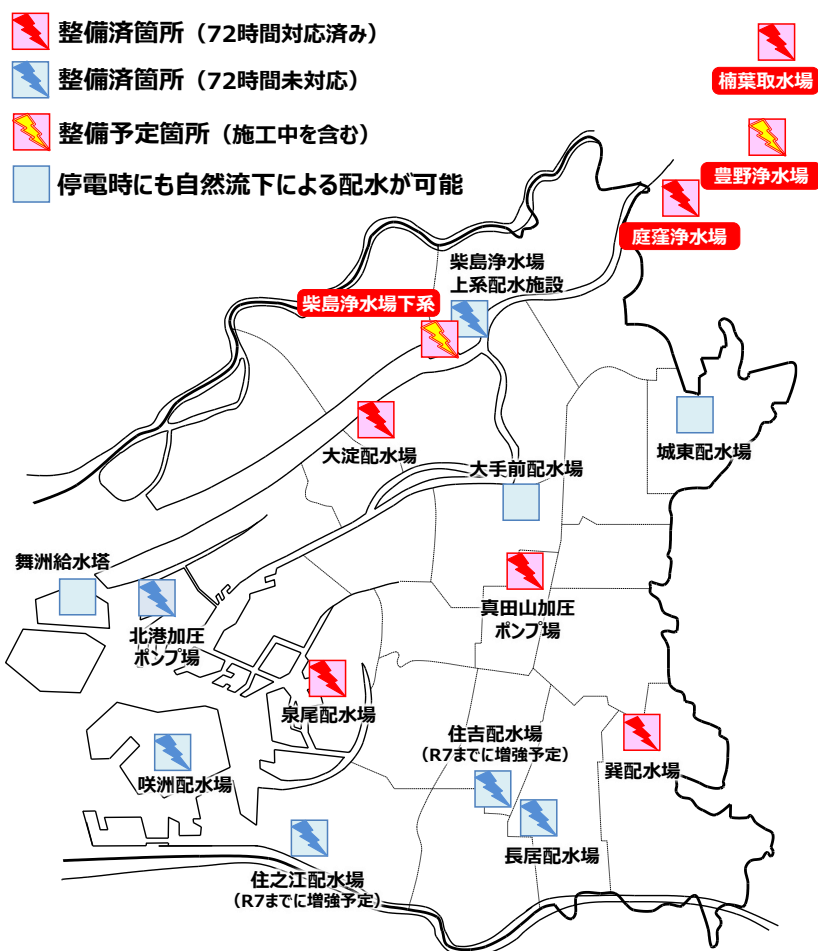 整備済箇所（72時間対応済み）
整備済箇所（72時間未対応）
整備予定箇所（施工中を含む）
停電時にも自然流下による配水が可能
楠葉取水場
豊野浄水場
庭窪浄水場
柴島浄水場
上系配水施設
柴島浄水場下系
大淀配水場
城東配水場
大手前配水場
舞洲給水塔
北港加圧
ポンプ場
真田山加圧
ポンプ場
泉尾配水場
住吉配水場
（R7までに増強予定）
巽配水場
咲洲配水場
長居配水場
住之江配水場
（R7までに増強予定）